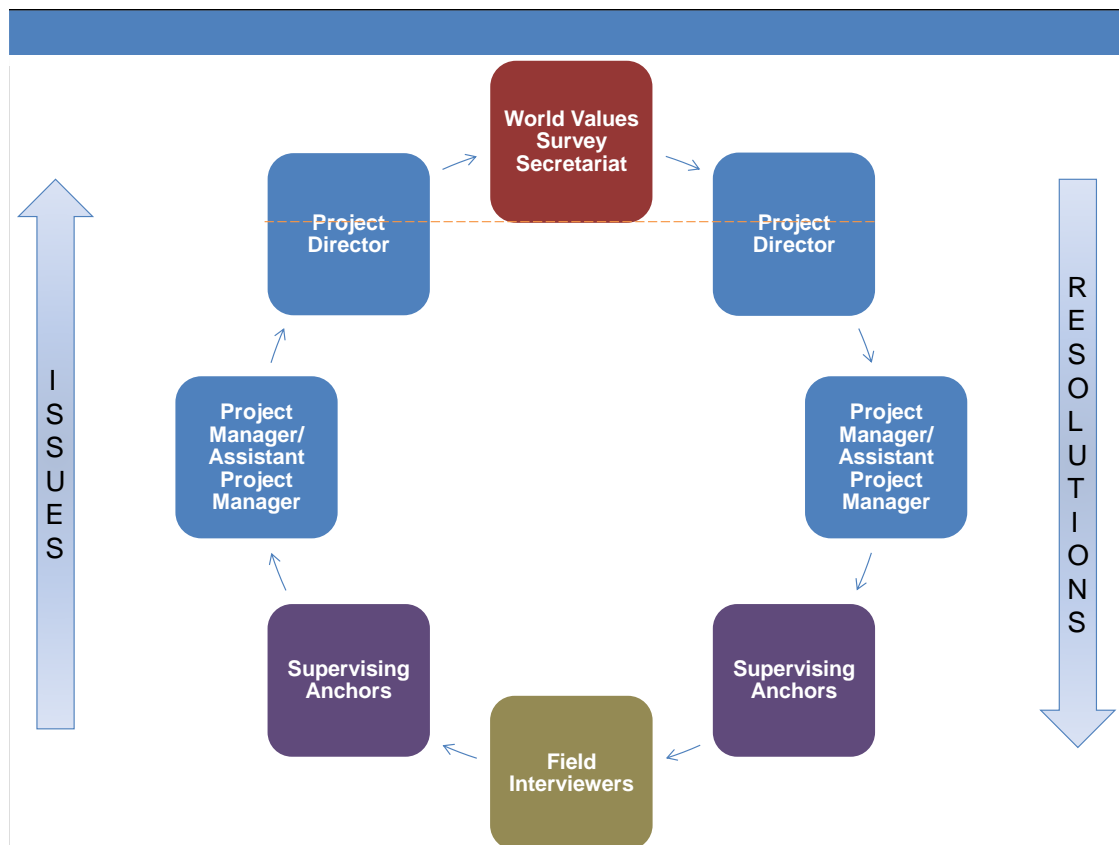 World Values
Survey
Secretariat
Project
Director
Project
Director
I
S
S
U
E
S
R
E
S
O
L
U
T
I
O
N
S
Project
Manager/
Assistant
Project
Manager
Project
Manager/
Assistant
Project
Manager
Supervising
Anchors
Supervising
Anchors
Field
Interviewers